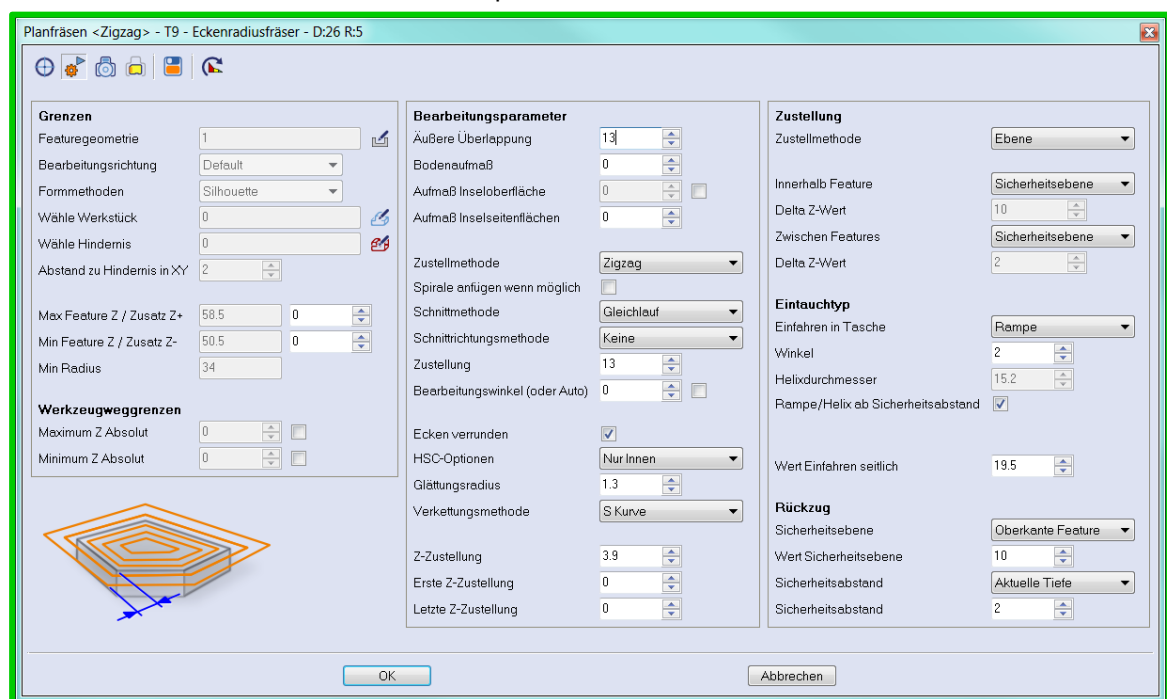 Planfräsen <Zigzag> - T9 - Eckenradiusfräser - D:26 R:5
Grenzen
Featuregeometrie 1
Bearbeitungsrichtung Default
Formmethoden Silhouette
Wähle Werkstück 0
Wähle Hindernis 0
Abstand zu Hindernis in XY 2
Max Feature Z / Zusatz Z+ 58.5 0
Min Feature Z / Zusatz Z- 50.5 0
Min Radius 34
Werkzeugweggrenzen
Maximum Z Absolut 0
Minimum Z Absolut 0
Bearbeitungsparameter
Äußere Überlappung 13
Bodenaufmaß 0
Aufmaß Inseloberfläche 0
Aufmaß Inselseitenflächen 0
Zustellmethode Zigzag
Spirale anfügen wenn möglich
Schnittmethode Gleichlauf
Schnittrichtungsmethode Keine
Zustellung 13
Bearbeitungswinkel (oder Auto) 0
Ecken verrunden
HSC-Optionen Nur Innen
Glättungsradius 1.3
Verkettungsmethode S Kurve
Z-Zustellung 3.9
Erste Z-Zustellung 0
Letzte Z-Zustellung 0
Zustellung
Zustellmethode Ebene
Innerhalb Feature Sicherheitsebene
Delta Z-Wert 10
Zwischen Features Sicherheitsebene
Delta Z-Wert 2
Eintauchtyp
Einfahren in Tasche Rampe
Winkel 2
Helixdurchmesser 15.2
Rampe/Helix ab Sicherheitsabstand
Wert Einfahren seitlich 19.5
Rückzug
Sicherheitsebene Oberkante Feature
Wert Sicherheitsebene 10
Sicherheitsabstand Aktuelle Tiefe
Sicherheitsabstand 2
OK
Abbrechen